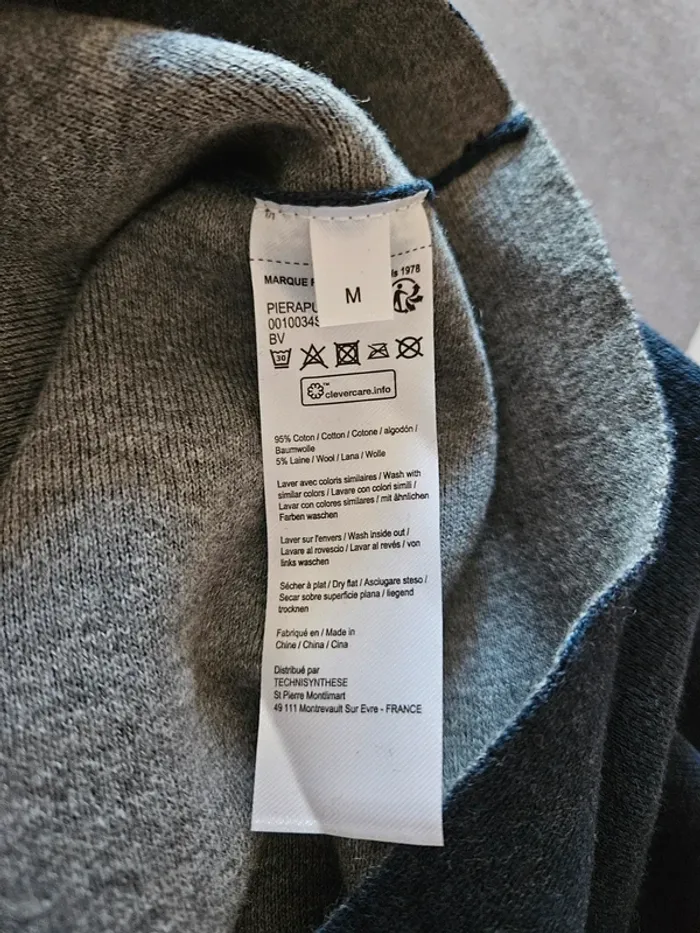 M
MARQUE
1978
BV
30
clevercare.info
95% Coton / Cotton / Cotone / algodón /
Baumwolle
5% Laine / Wool / Lana / Wolle
Laver avec coloris similaires / Wash with
similar colors / Lavare con colori simili /
Lavar con colores similares / mit ähnlichen
Farben waschen
Laver sur l'envers / Wash inside out /
Lavare al rovescio / Lavar al revés / von
links waschen
Sécher à plat / Dry flat / Asciugare steso /
Secar sobre superficie plana / liegend
trocknen
Fabriqué en / Made in
Chine / China / Cina
Distribué par
TECHNISYNTHESE
St Pierre Montlimart
49 111 Montrevault Sur Evre - FRANCE